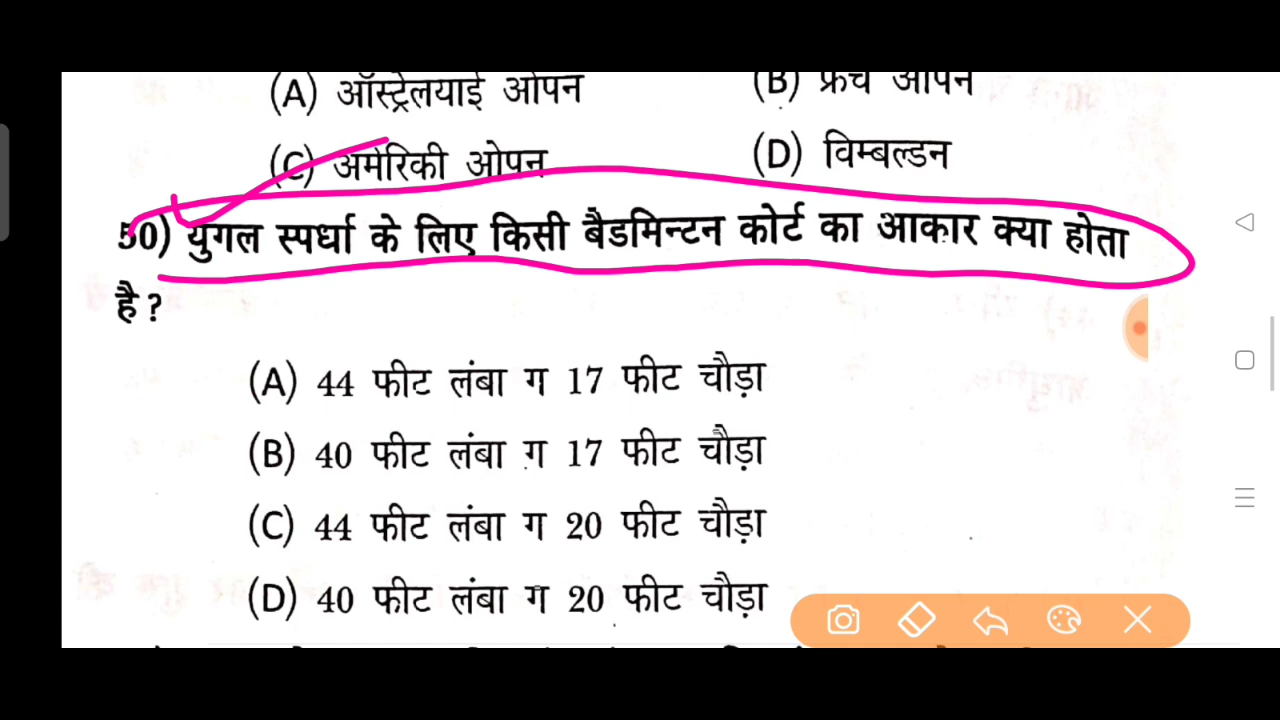 (A) ऑस्ट्रेलयाई ओपन (B) फ्रेंच ओपन
(C) अमेरिकी ओपन (D) विम्बल्डन
50) युगल स्पर्धा के लिए किसी बैडमिन्टन कोर्ट का आकार क्या होता
है ?
(A) 44 फीट लंबा ग 17 फीट चौड़ा
(B) 40 फीट लंबा ग 17 फीट चौड़ा
(C) 44 फीट लंबा ग 20 फीट चौड़ा
(D) 40 फीट लंबा ग 20 फीट चौड़ा